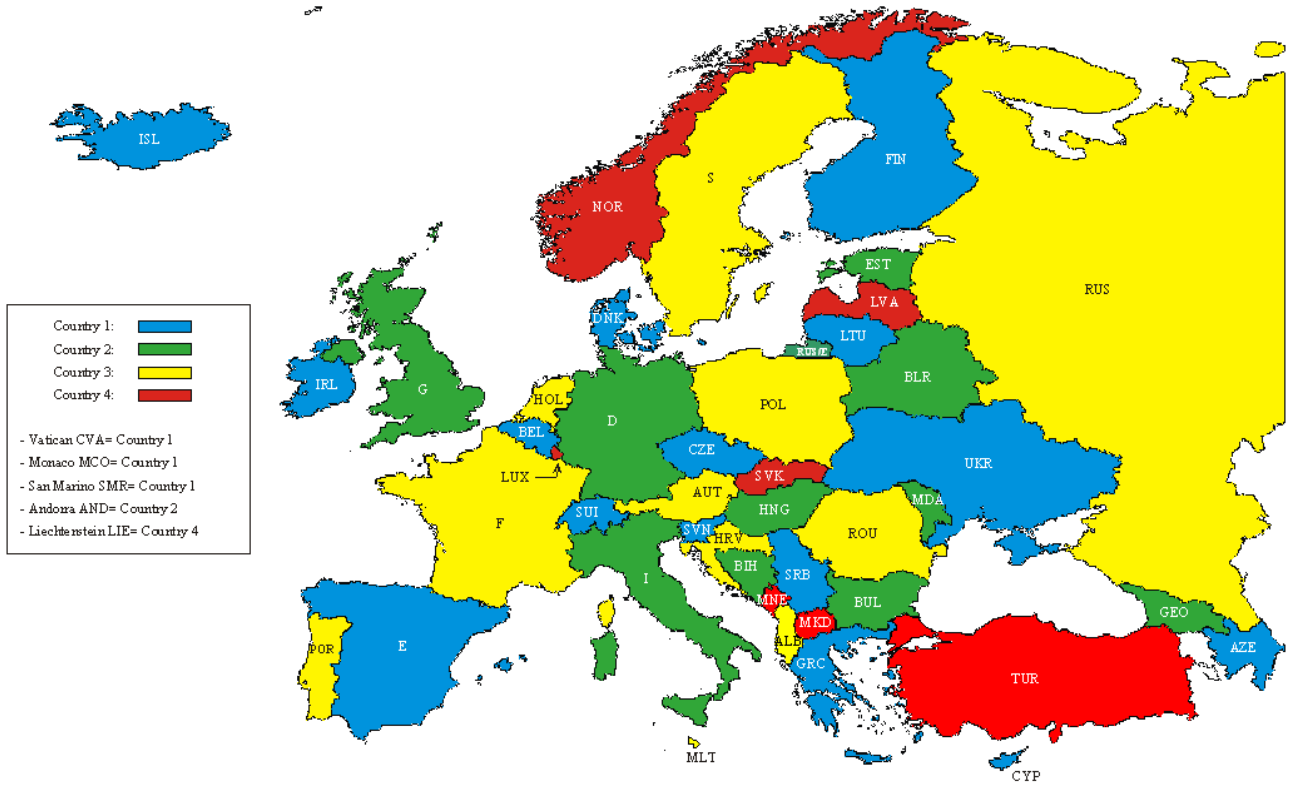 ISL
FIN
S
NOR
EST
RUS
LVA
DNK
LTU
RUS/E
BLR
IRL
G
HOL
POL
D
BEL
CZE
UKR
LUX
SVK
AUT
MDA
SUI
HNG
F
SVN
HRV
ROU
BIH
SRB
I
MNE
BUL
GEO
MKD
POR
E
ALB
AZE
GRC
TUR
MLT
CYP
Country 1:
Country 2:
Country 3:
Country 4:
- Vatican CVA= Country 1
- Monaco MCO= Country 1
- San Marino SMR= Country 1
- Andorra AND= Country 2
- Liechtenstein LIE= Country 4